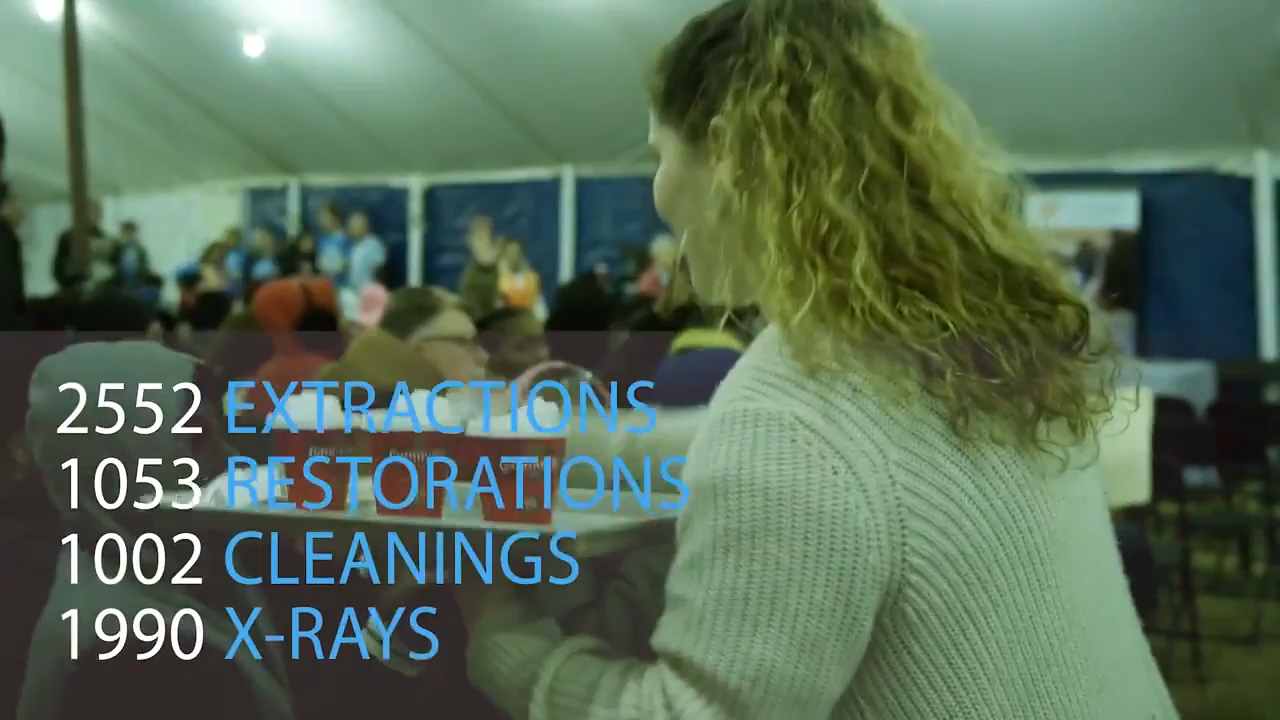 2552 EXTRACTIONS
1053 RESTORATIONS
1002 CLEANINGS
1990 X-RAYS